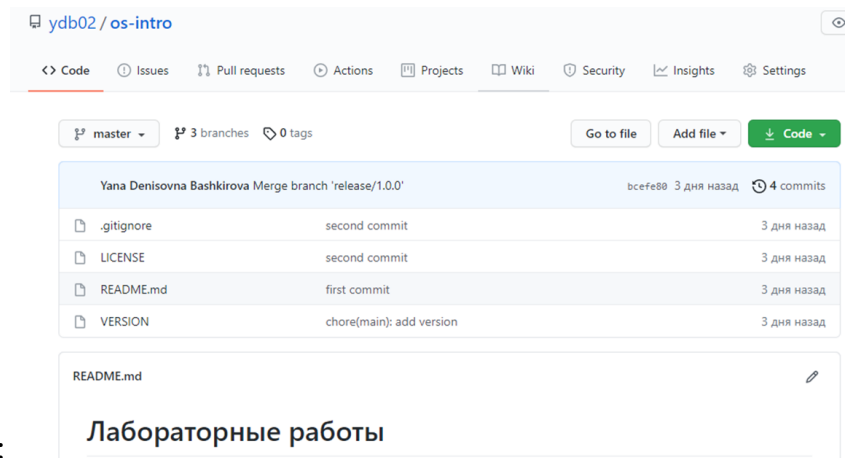 ydb02 / os-intro
<> Code Issues Pull requests Actions Projects Wiki Security Insights Settings
master 3 branches 0 tags Go to file Add file Code
Yana Denisovna Bashkirova Merge branch 'release/1.0.0' bcefe80 3 дня назад 4 commits
.gitignore second commit 3 дня назад
LICENSE second commit 3 дня назад
README.md first commit 3 дня назад
VERSION chore(main): add version 3 дня назад
README.md
Лабораторные работы
: